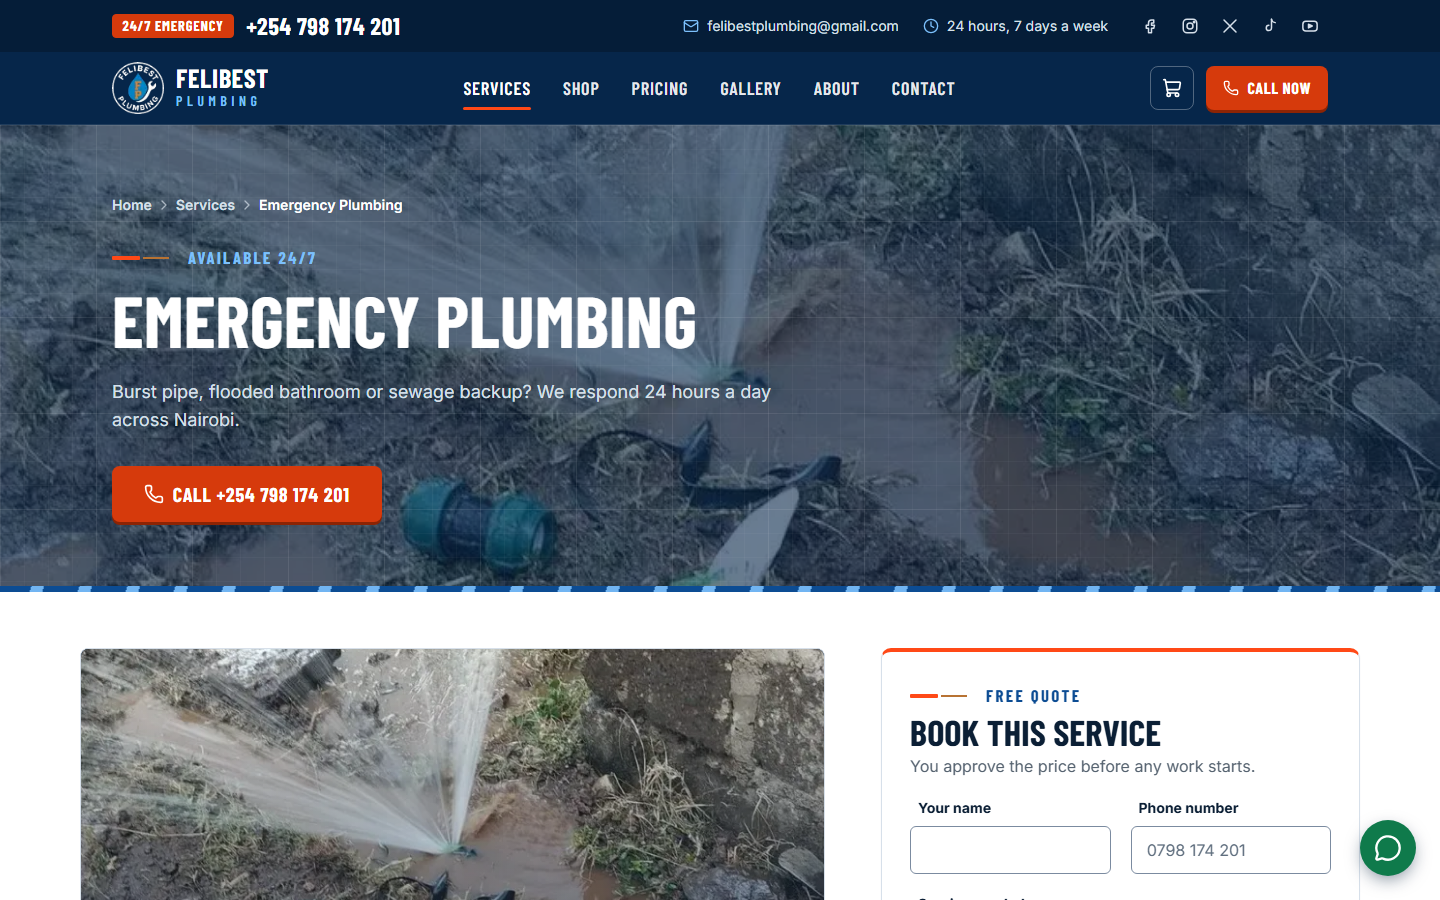 24/7 EMERGENCY +254 798 174 201 felibestplumbing@gmail.com 24 hours, 7 days a week
FELIBEST PLUMBING
FELIBEST
PLUMBING
SERVICES SHOP PRICING GALLERY ABOUT CONTACT CALL NOW
Home Services Emergency Plumbing
AVAILABLE 24/7
EMERGENCY PLUMBING
Burst pipe, flooded bathroom or sewage backup? We respond 24 hours a day
across Nairobi.
CALL +254 798 174 201
FREE QUOTE
BOOK THIS SERVICE
You approve the price before any work starts.
Your name Phone number
0798 174 201